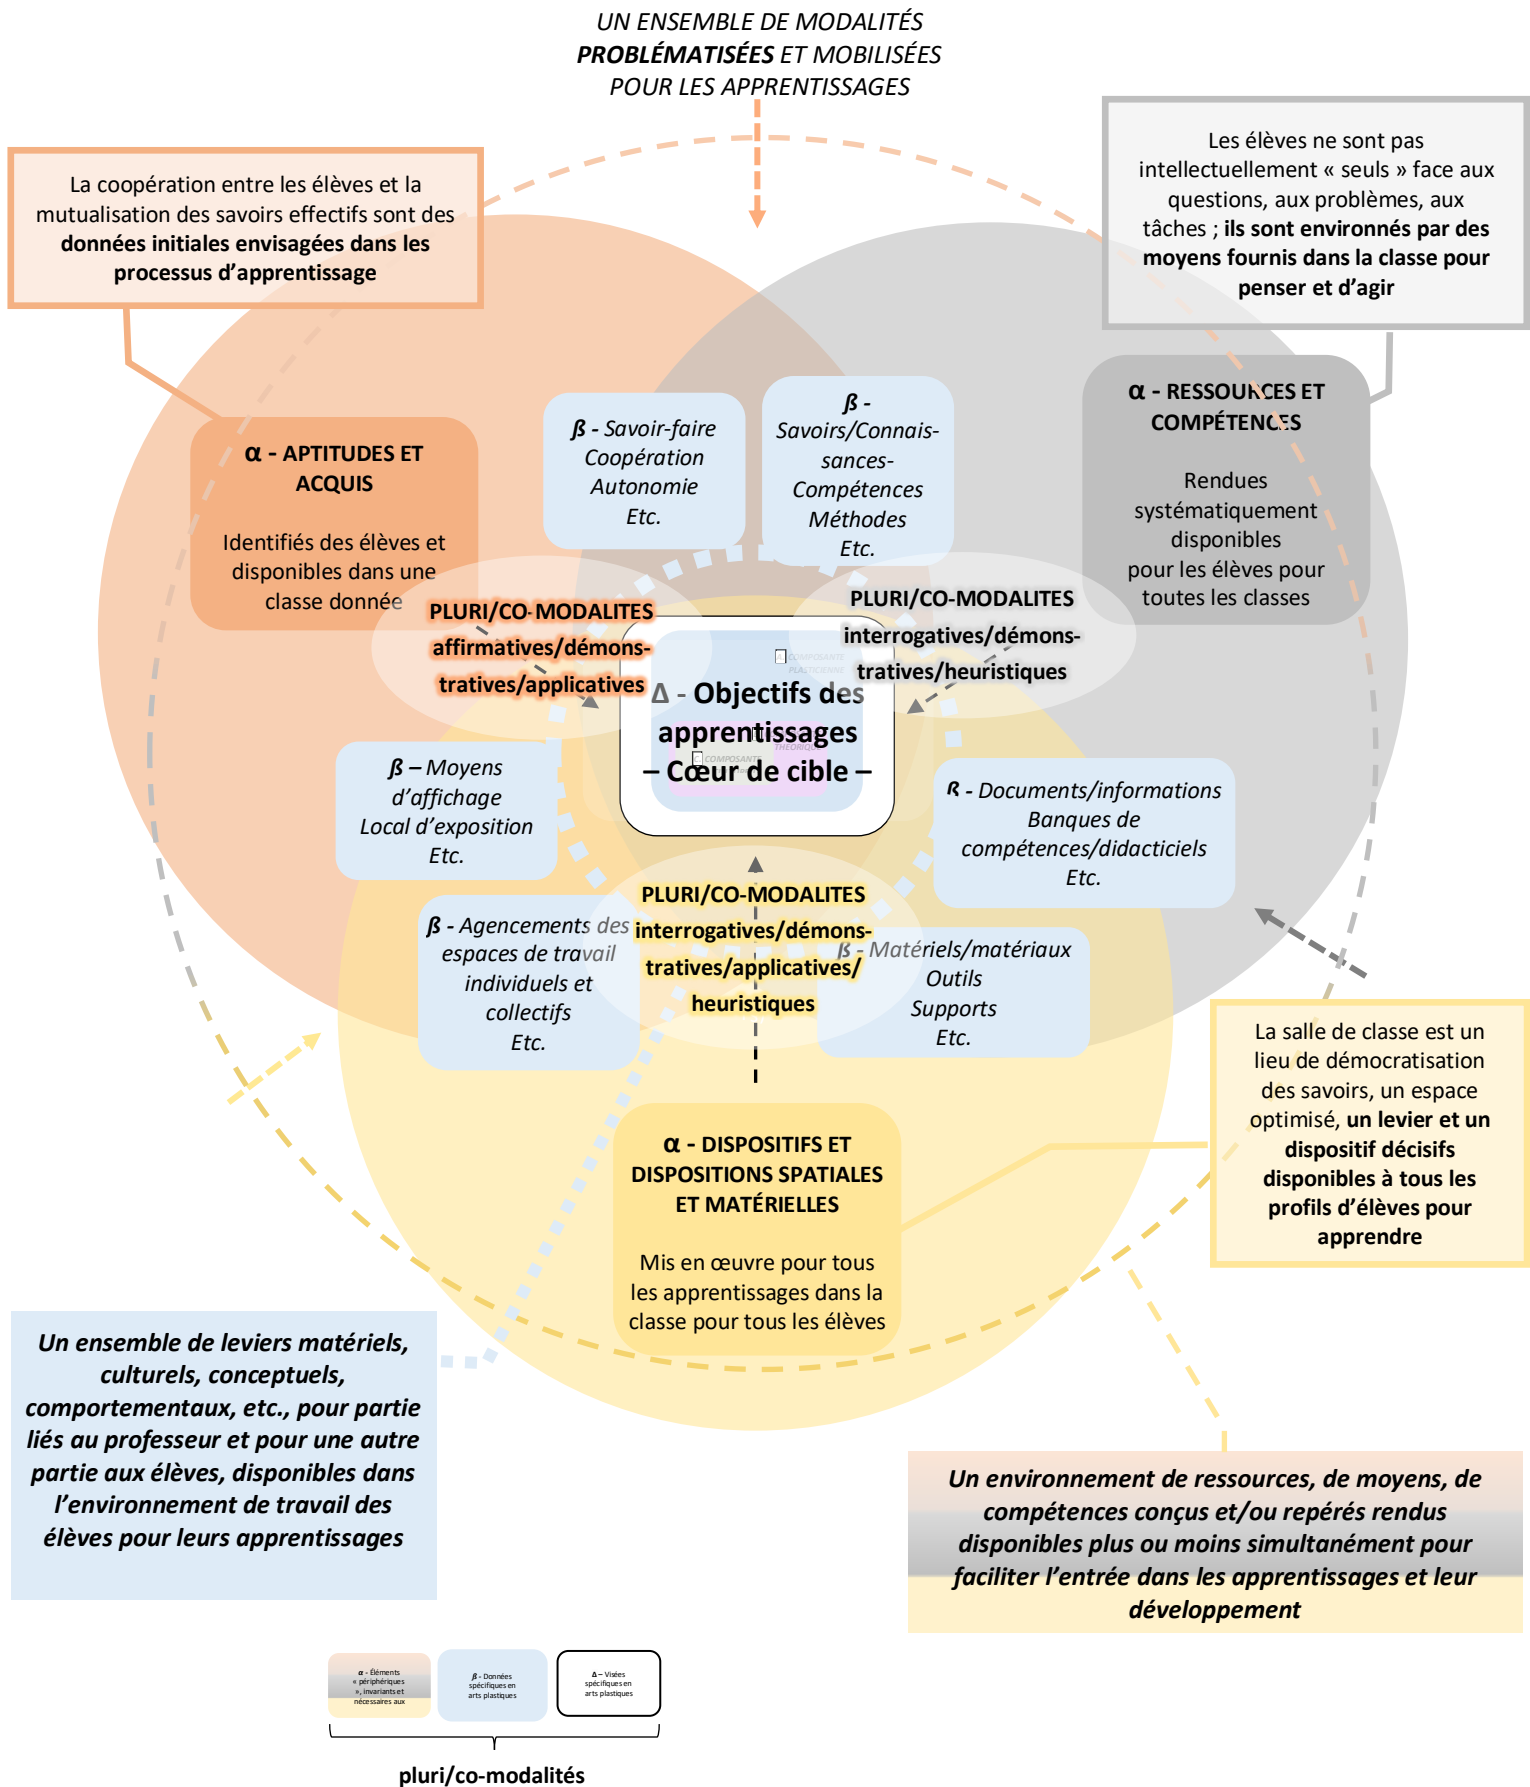 UN ENSEMBLE DE MODALITÉS
PROBLÉMATISÉES ET MOBILISÉES
POUR LES APPRENTISSAGES
La coopération entre les élèves et la
mutualisation des savoirs effectifs sont des
données initiales envisagées dans les
processus d’apprentissage
Les élèves ne sont pas
intellectuellement « seuls » face aux
questions, aux problèmes, aux
tâches ; ils sont environnés par des
moyens fournis dans la classe pour
penser et d’agir
α - APTITUDES ET
ACQUIS
Identifiés des élèves et
disponibles dans une
classe donnée
ß - Savoir-faire
Coopération
Autonomie
Etc.
ß -
Savoirs/Connais-
sances-
Compétences
Méthodes
Etc.
α - RESSOURCES ET
COMPÉTENCES
Rendues
systématiquement
disponibles
pour les élèves pour
toutes les classes
PLURI/CO-MODALITES
affirmatives/démons-
tratives/applicatives
PLURI/CO-MODALITES
interrogatives/démons-
tratives/heuristiques
A. COMPOSANTE
PLASTICIENNE
Δ - Objectifs des
apprentissages
– Cœur de cible –
THÉORIQUE
C. COMPOSANTE
ß – Moyens
d’affichage
Local d’exposition
Etc.
ß - Documents/informations
Banques de
compétences/didacticiels
Etc.
ß - Agencements des
espaces de travail
individuels et
collectifs
Etc.
PLURI/CO-MODALITES
interrogatives/démons-
tratives/applicatives/
heuristiques
ß - Matériels/matériaux
Outils
Supports
Etc.
La salle de classe est un
lieu de démocratisation
des savoirs, un espace
optimisé, un levier et un
dispositif décisifs
disponibles à tous les
profils d’élèves pour
apprendre
α - DISPOSITIFS ET
DISPOSITIONS SPATIALES
ET MATÉRIELLES
Mis en œuvre pour tous
les apprentissages dans la
classe pour tous les élèves
Un ensemble de leviers matériels,
culturels, conceptuels,
comportementaux, etc., pour partie
liés au professeur et pour une autre
partie aux élèves, disponibles dans
l’environnement de travail des
élèves pour leurs apprentissages
Un environnement de ressources, de moyens, de
compétences conçus et/ou repérés rendus
disponibles plus ou moins simultanément pour
faciliter l’entrée dans les apprentissages et leur
développement
α - Éléments
« périphériques
», invariants et
nécessaires aux
ß - Données
spécifiques en
arts plastiques
Δ – Visées
spécifiques en
arts plastiques
pluri/co-modalités